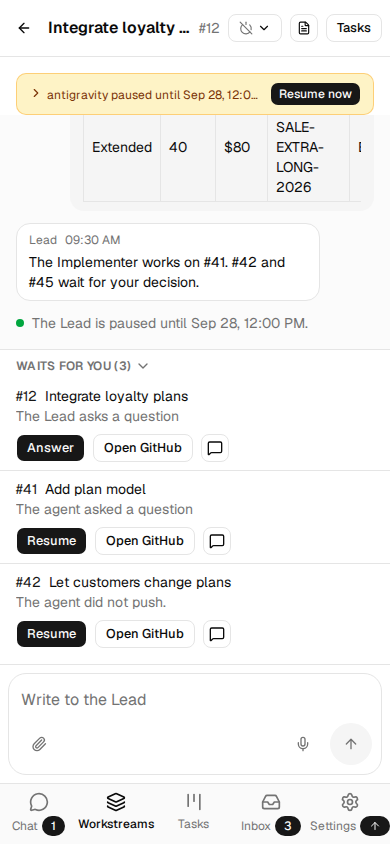 Integrate loyalty ... #12 Tasks
antigravity paused until Sep 28, 12:0... Resume now
Extended 40 $80 SALE-
EXTRA-
LONG-
2026
Lead 09:30 AM
The Implementer works on #41. #42 and
#45 wait for your decision.
The Lead is paused until Sep 28, 12:00 PM.
WAITS FOR YOU (3)
#12 Integrate loyalty plans
The Lead asks a question
Answer Open GitHub
#41 Add plan model
The agent asked a question
Resume Open GitHub
#42 Let customers change plans
The agent did not push.
Resume Open GitHub
Write to the Lead
Chat 1 Workstreams Tasks Inbox 3 Settings